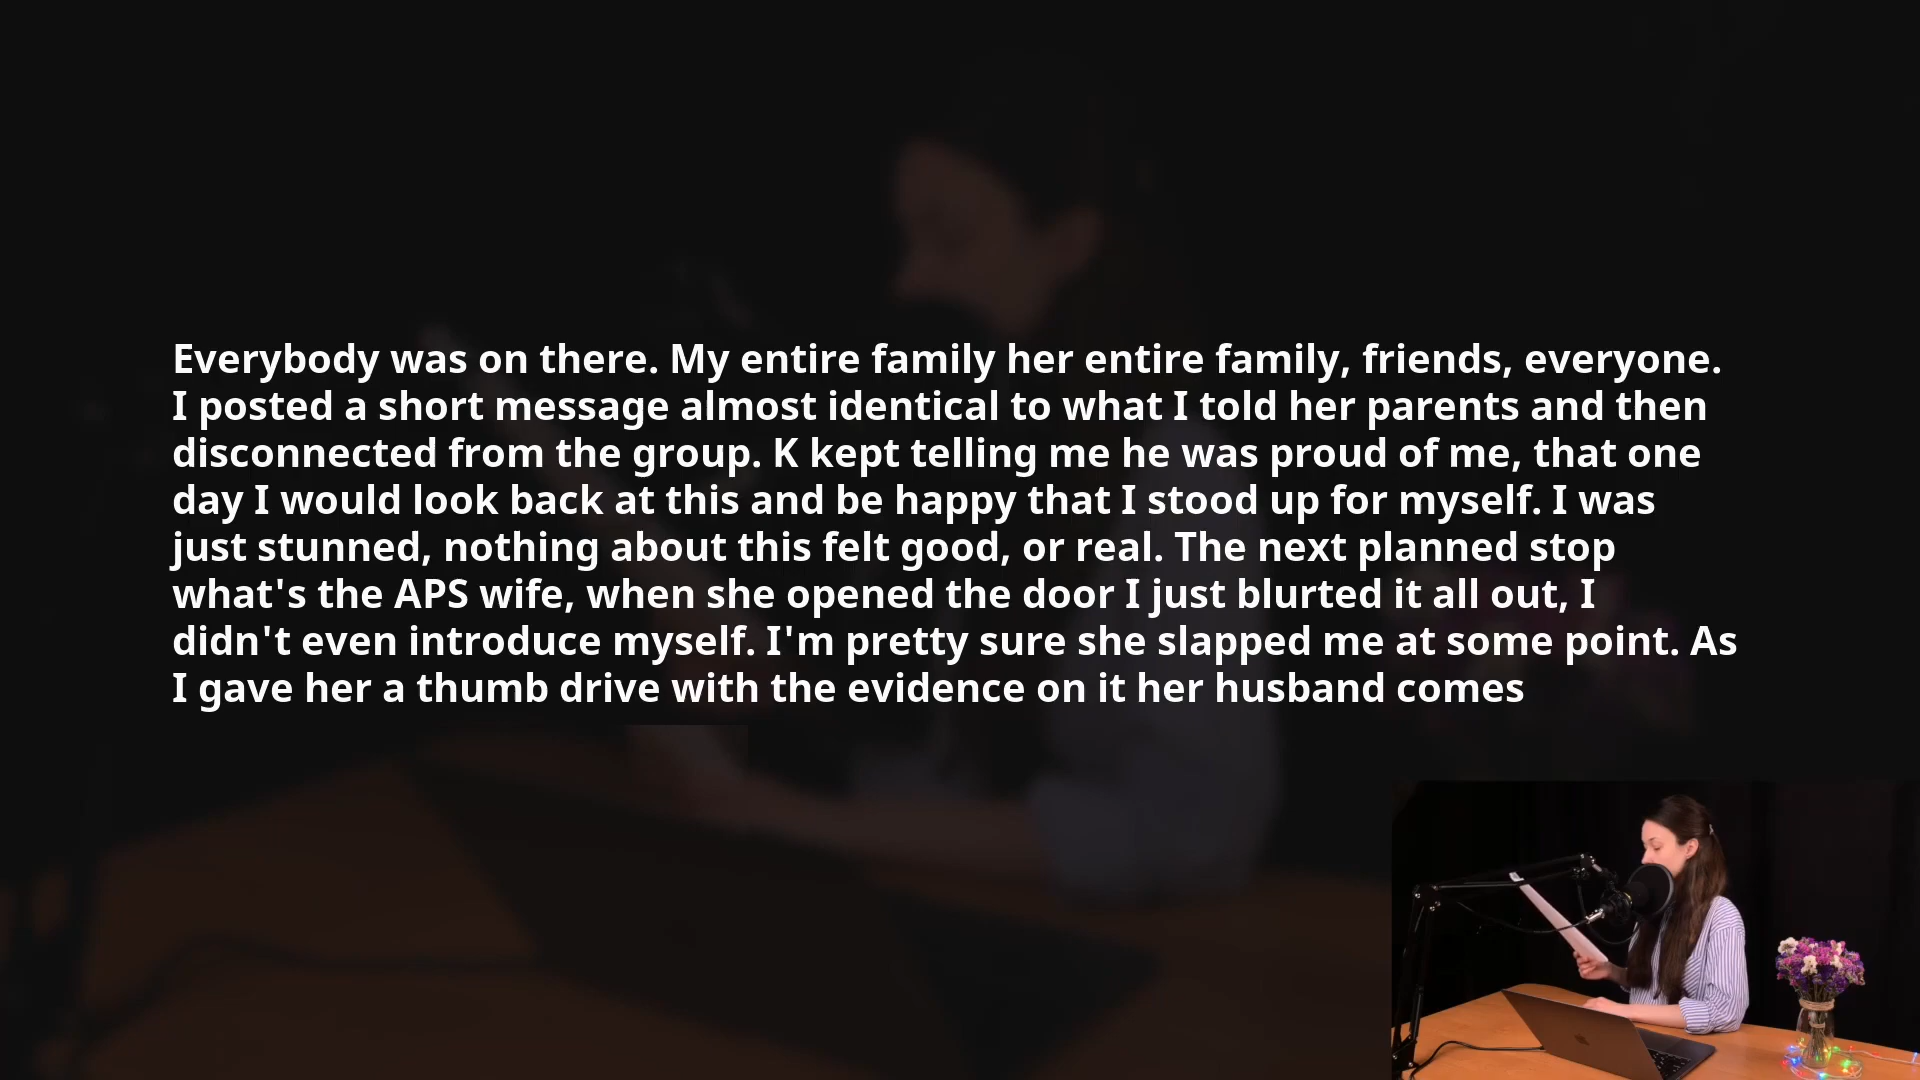 Everybody was on there. My entire family her entire family, friends, everyone.
I posted a short message almost identical to what I told her parents and then
disconnected from the group. K kept telling me he was proud of me, that one
day I would look back at this and be happy that I stood up for myself. I was
just stunned, nothing about this felt good, or real. The next planned stop
what's the APS wife, when she opened the door I just blurted it all out, I
didn't even introduce myself. I'm pretty sure she slapped me at some point. As
I gave her a thumb drive with the evidence on it her husband comes